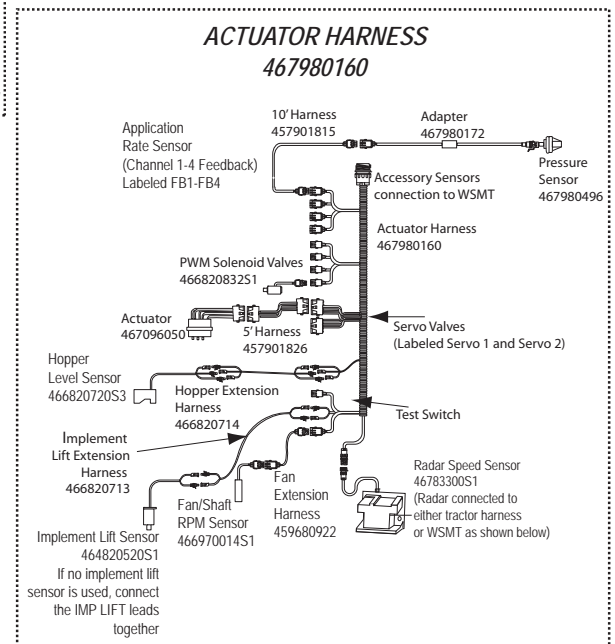 ACTUATOR HARNESS
467980160
10' Harness
457901815
Adapter
467980172
Application
Rate Sensor
(Channel 1-4 Feedback)
Labeled FB1-FB4
Pressure
Sensor
467980496
Accessory Sensors
connection to WSMT
Actuator Harness
467980160
PWM Solenoid Valves
466820832S1
Actuator
467096050
5' Harness
457901826
Servo Valves
(Labeled Servo 1 and Servo 2)
Hopper
Level Sensor
466820720S3
Hopper Extension
Harness
466820714
Test Switch
Implement
Lift Extension
Harness
466820713
Fan/Shaft
RPM Sensor
466970014S1
Fan
Extension
Harness
459680922
Radar Speed Sensor
46783300S1
(Radar connected to
either tractor harness
or WSMT as shown below)
Implement Lift Sensor
464820520S1
If no implement lift
sensor is used, connect
the IMP LIFT leads
together